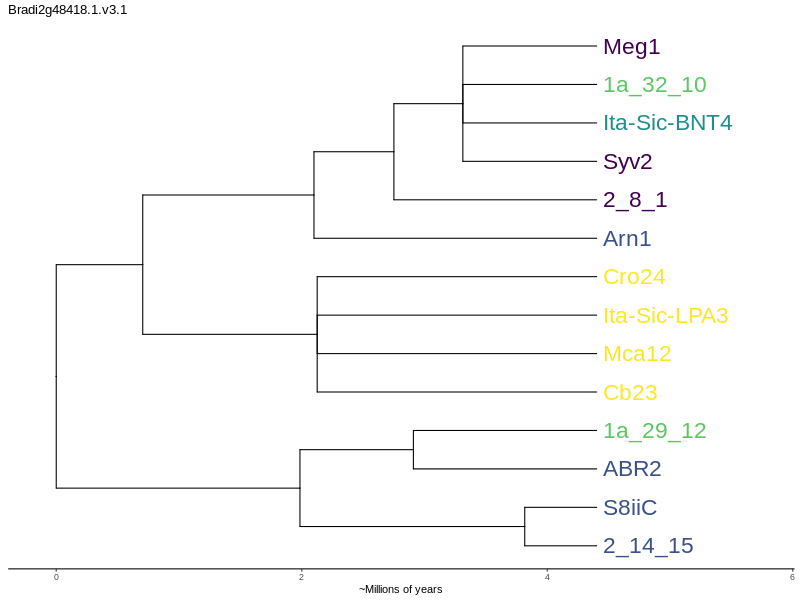 Bradi2g48418.1.v3.1
Meg1
1a_32_10
Ita-Sic-BNT4
Syv2
2_8_1
Arn1
Cro24
Ita-Sic-LPA3
Mca12
Cb23
1a_29_12
ABR2
S8iiC
2_14_15
0 2 4 6
~Millions of years